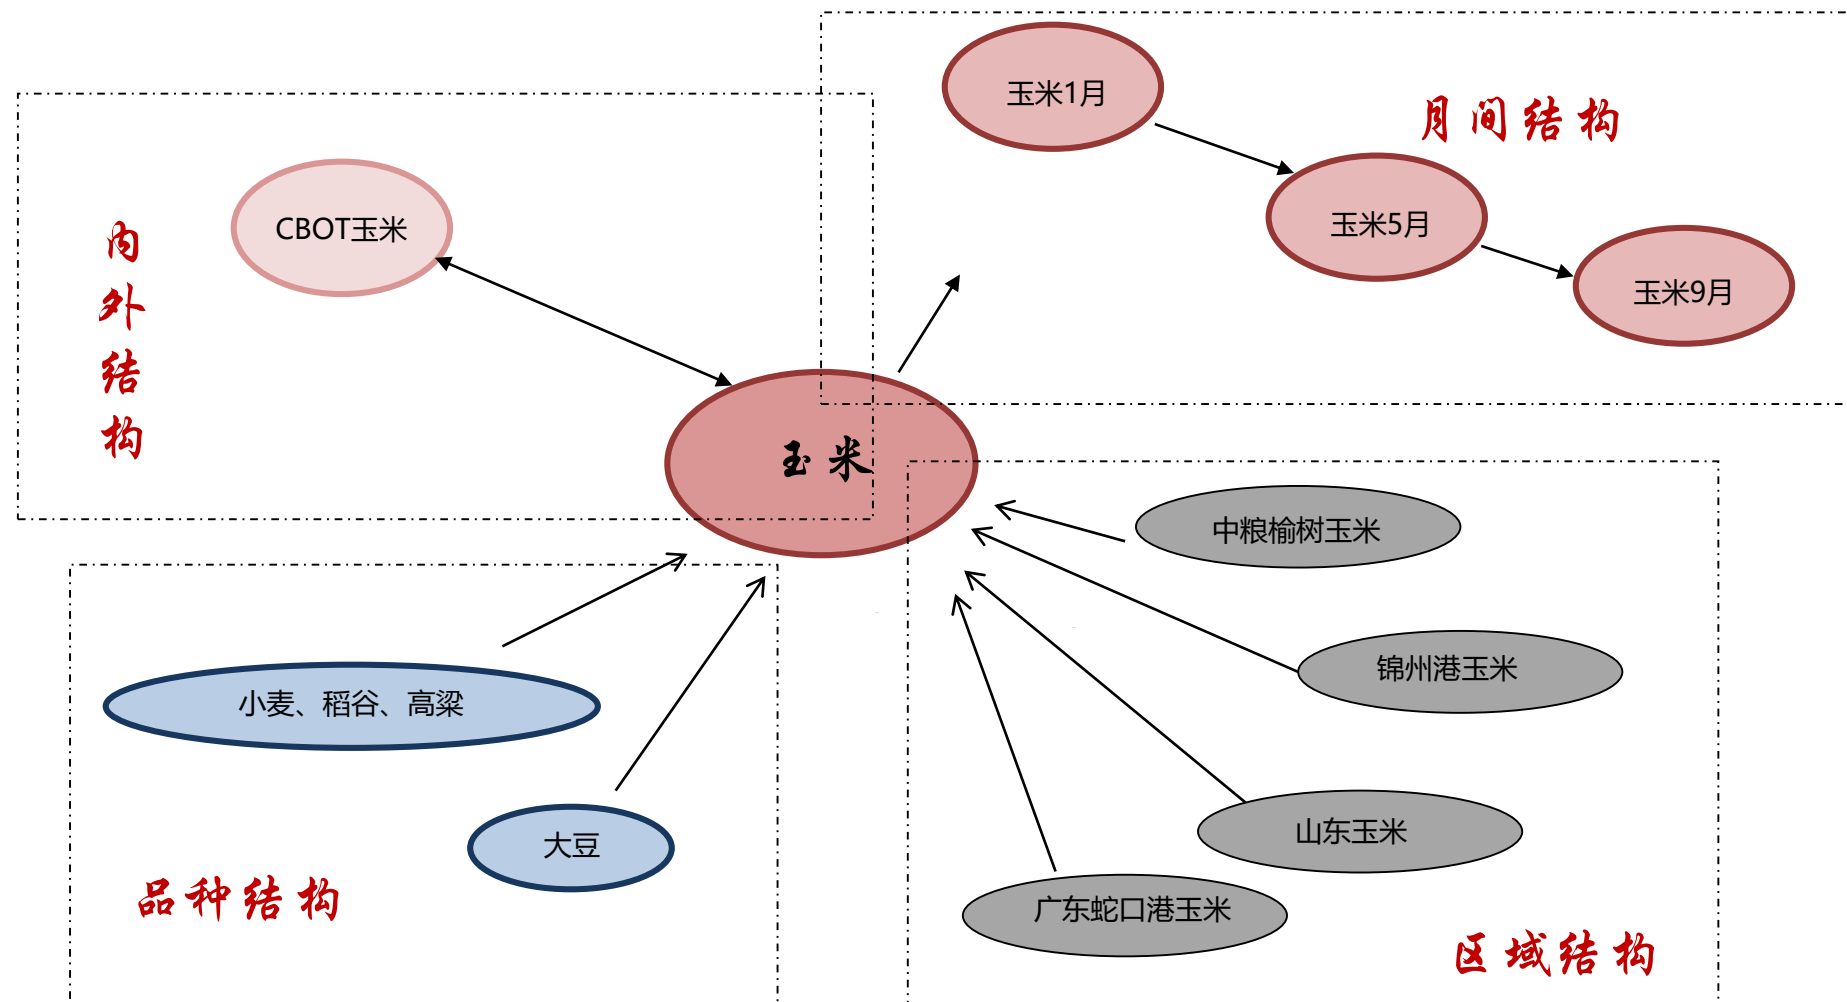 玉米1月
月间结构
玉米5月
玉米9月
CBOT玉米
内
外
结
构
玉米
中粮榆树玉米
锦州港玉米
山东玉米
广东蛇口港玉米
区域结构
小麦、稻谷、高粱
大豆
品种结构